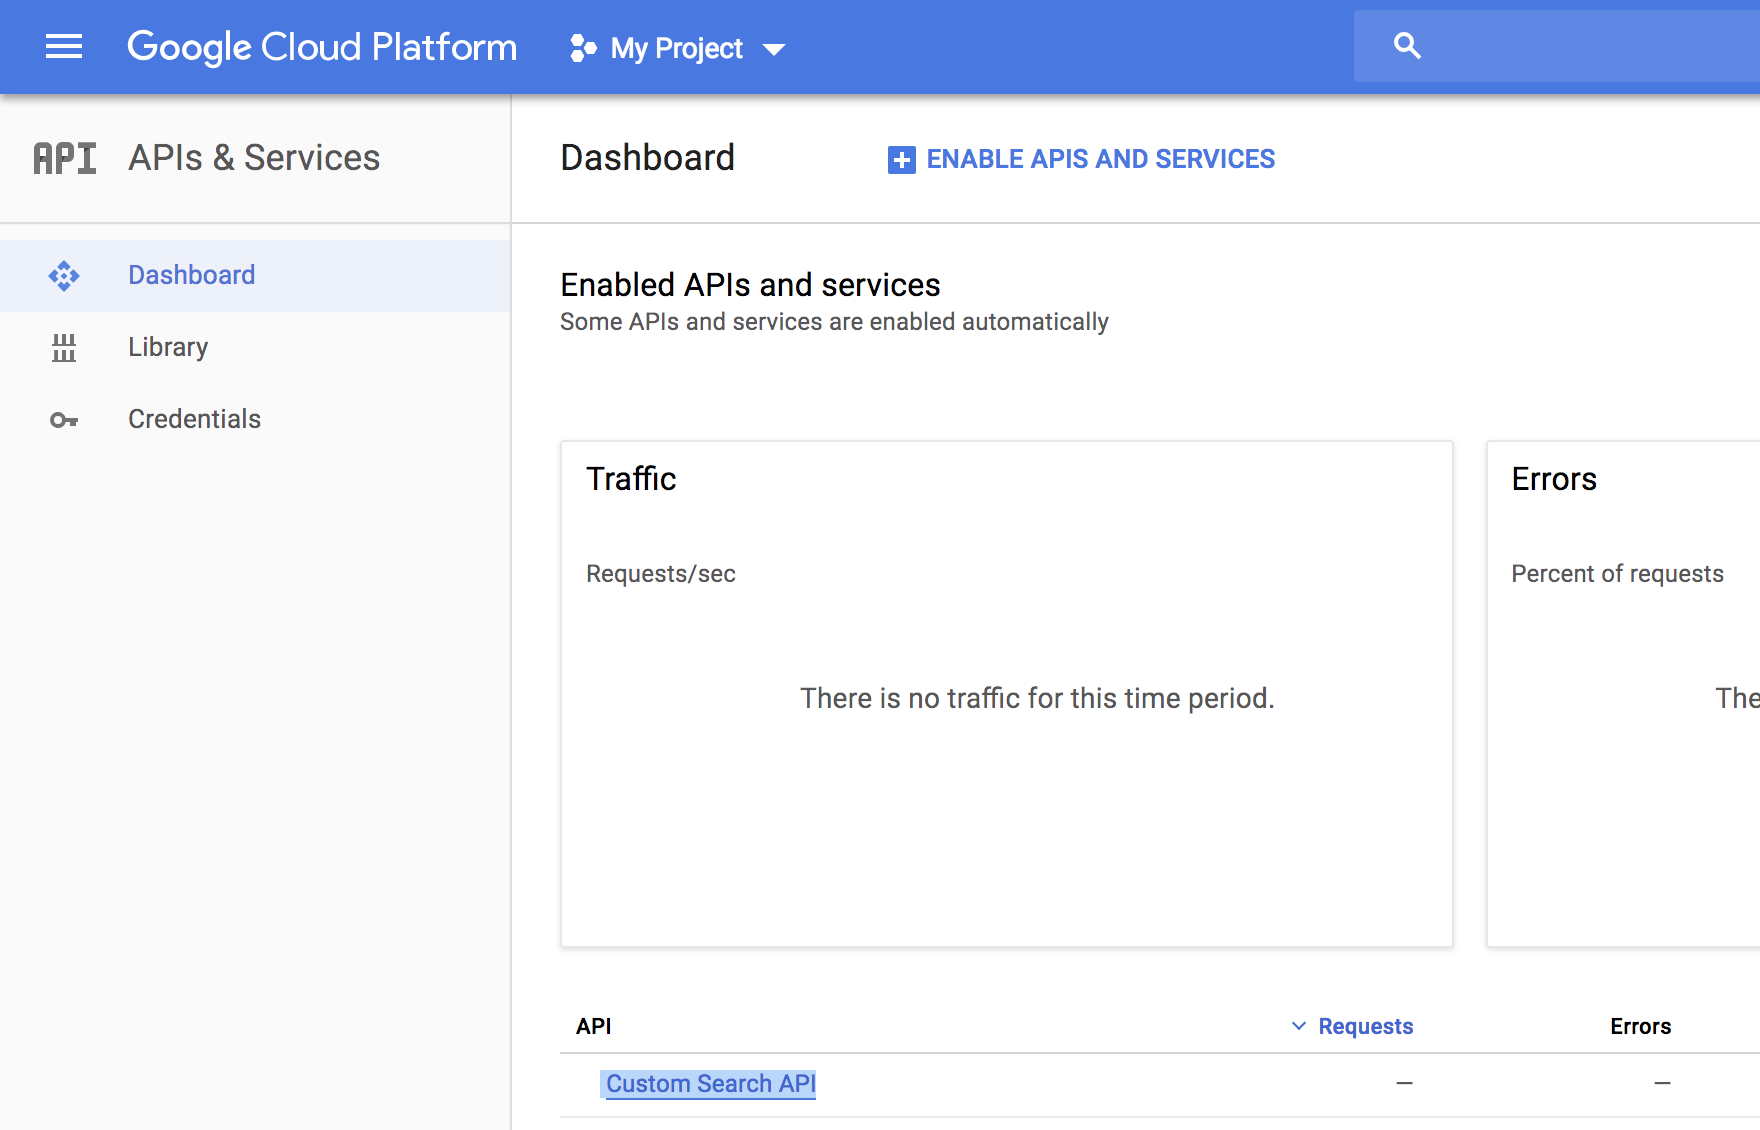 Google Cloud Platform
My Project
API APIs & Services
Dashboard
ENABLE APIS AND SERVICES
Dashboard
Library
Credentials
Enabled APIs and services
Some APIs and services are enabled automatically
Traffic
Requests/sec
There is no traffic for this time period.
Errors
Percent of requests
The
API
Requests
Errors
Custom Search API
–
–